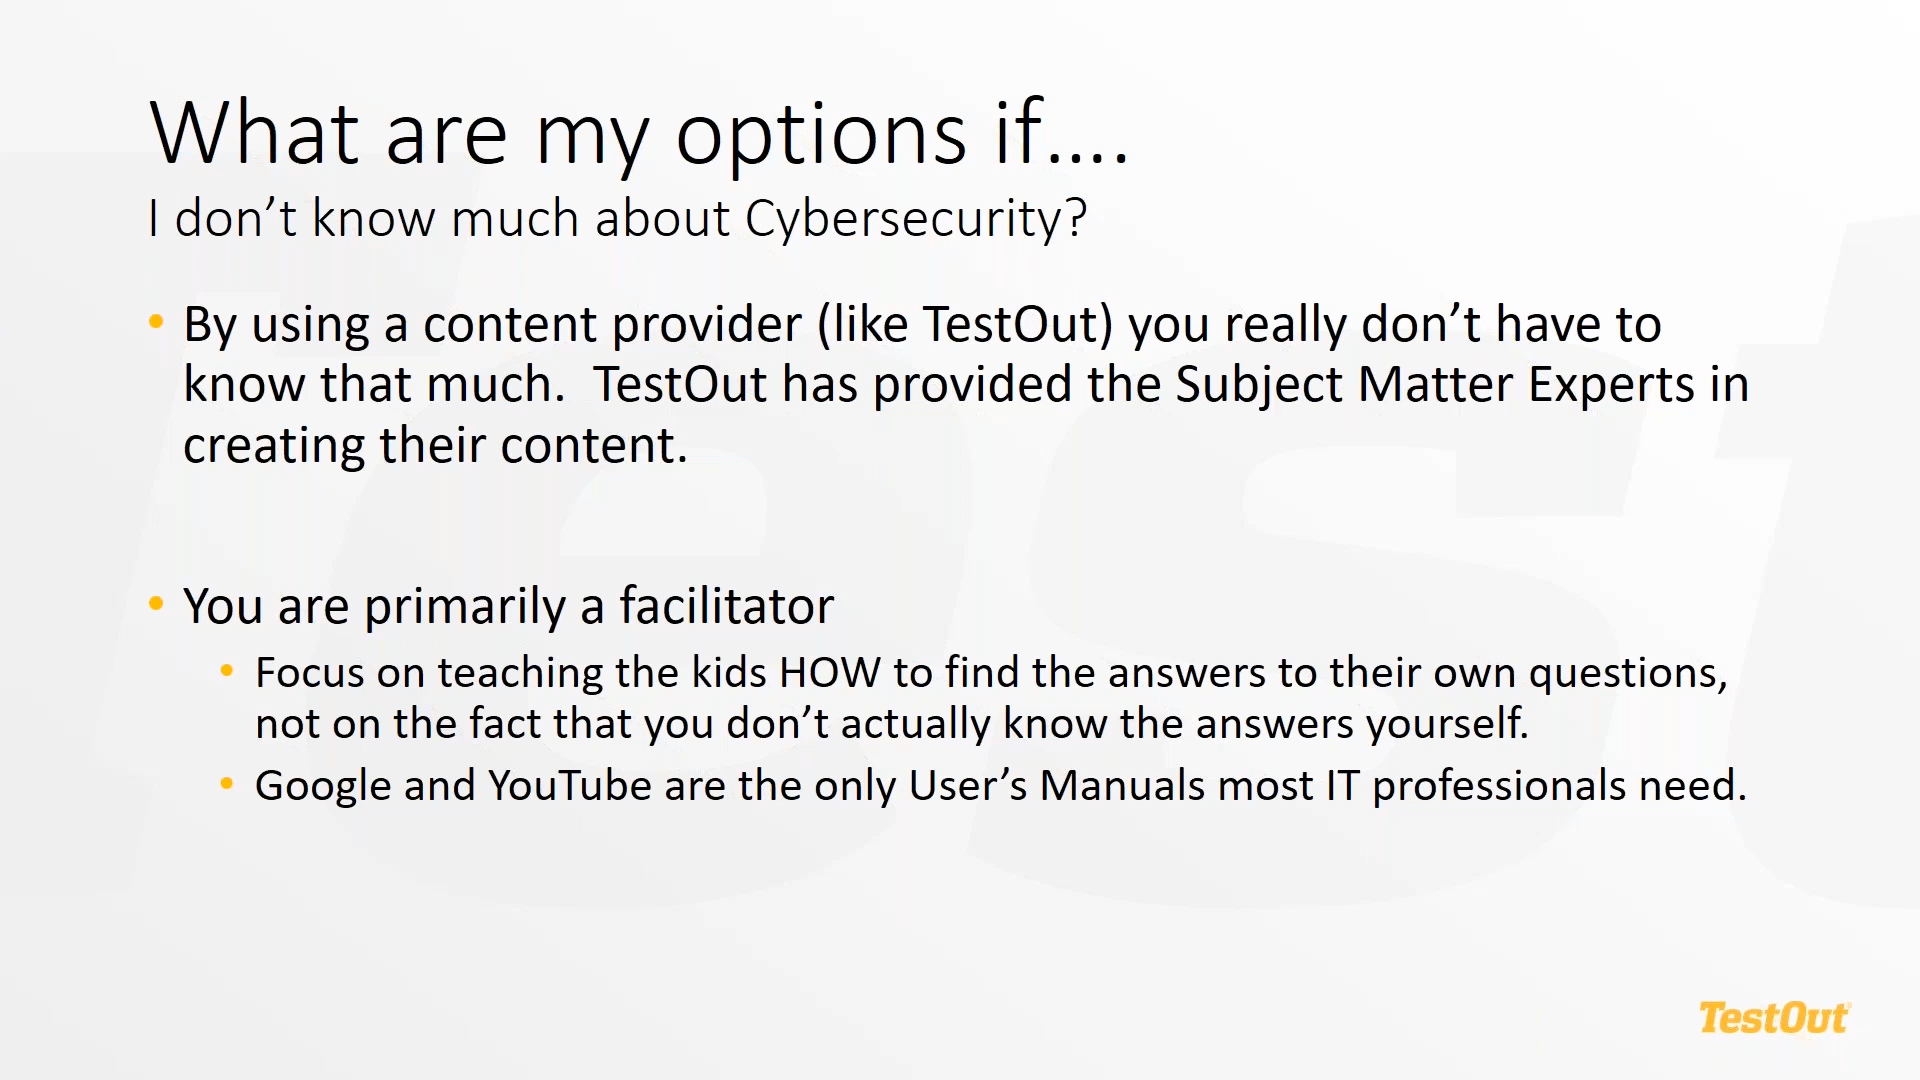 What are my options if....
I don’t know much about Cybersecurity?
• By using a content provider (like TestOut) you really don’t have to
know that much.  TestOut has provided the Subject Matter Experts in
creating their content.
• You are primarily a facilitator
• Focus on teaching the kids HOW to find the answers to their own questions,
not on the fact that you don’t actually know the answers yourself.
• Google and YouTube are the only User’s Manuals most IT professionals need.
TestOut